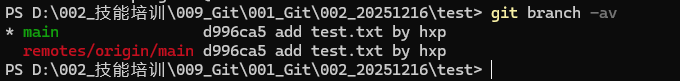 PS D:\002_技能培训\009_Git\001_Git\002_20251216\test> git branch -av
* main                d996ca5 add test.txt by hxp
  remotes/origin/main d996ca5 add test.txt by hxp
PS D:\002_技能培训\009_Git\001_Git\002_20251216\test>